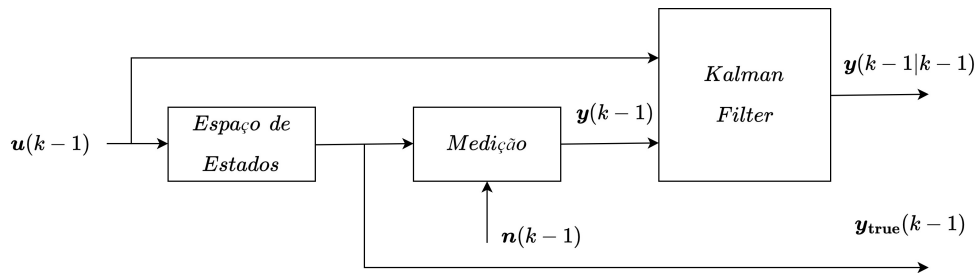 𝒖(k − 1)
Espaço de
Estados
Medição
𝒏(k − 1)
𝒚(k − 1)
Kalman
Filter
𝒚(k − 1|k − 1)
𝒚_true(k − 1)